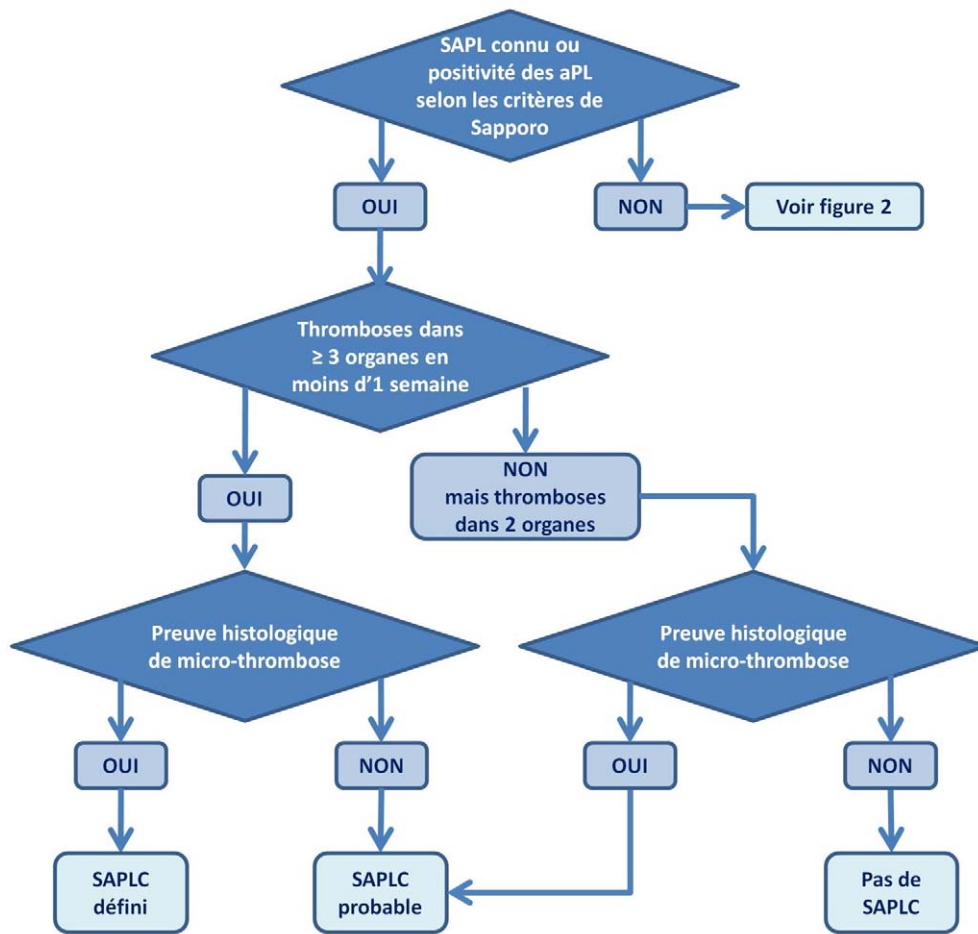 SAPL connu ou
positivité des aPL
selon les critères de
Sapporo
OUI
NON
Voir figure 2
Thromboses dans
≥ 3 organes en
moins d'1 semaine
OUI
NON
mais thromboses
dans 2 organes
Preuve histologique
de micro-thrombose
Preuve histologique
de micro-thrombose
OUI
NON
OUI
NON
SAPLC
défini
SAPLC
probable
Pas de
SAPLC